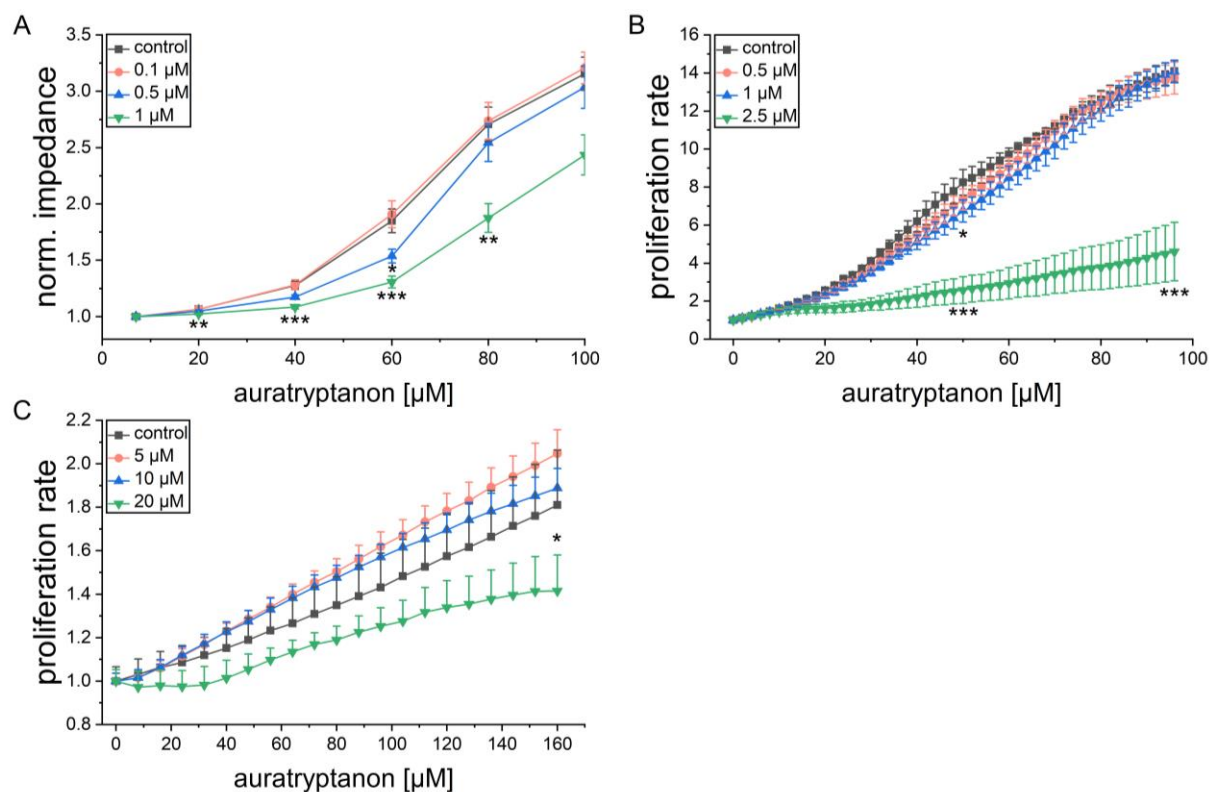 A
norm. impedance
3.5
3.0
2.5
2.0
1.5
1.0
control
0.1 µM
0.5 µM
1 µM
**
***
*
***
**
0 20 40 60 80 100
auratryptanon [µM]
B
proliferation rate
16
14
12
10
8
6
4
2
0
control
0.5 µM
1 µM
2.5 µM
*
***
***
0 20 40 60 80 100
auratryptanon [µM]
C
proliferation rate
2.2
2.0
1.8
1.6
1.4
1.2
1.0
0.8
control
5 µM
10 µM
20 µM
*
0 20 40 60 80 100 120 140 160
auratryptanon [µM]